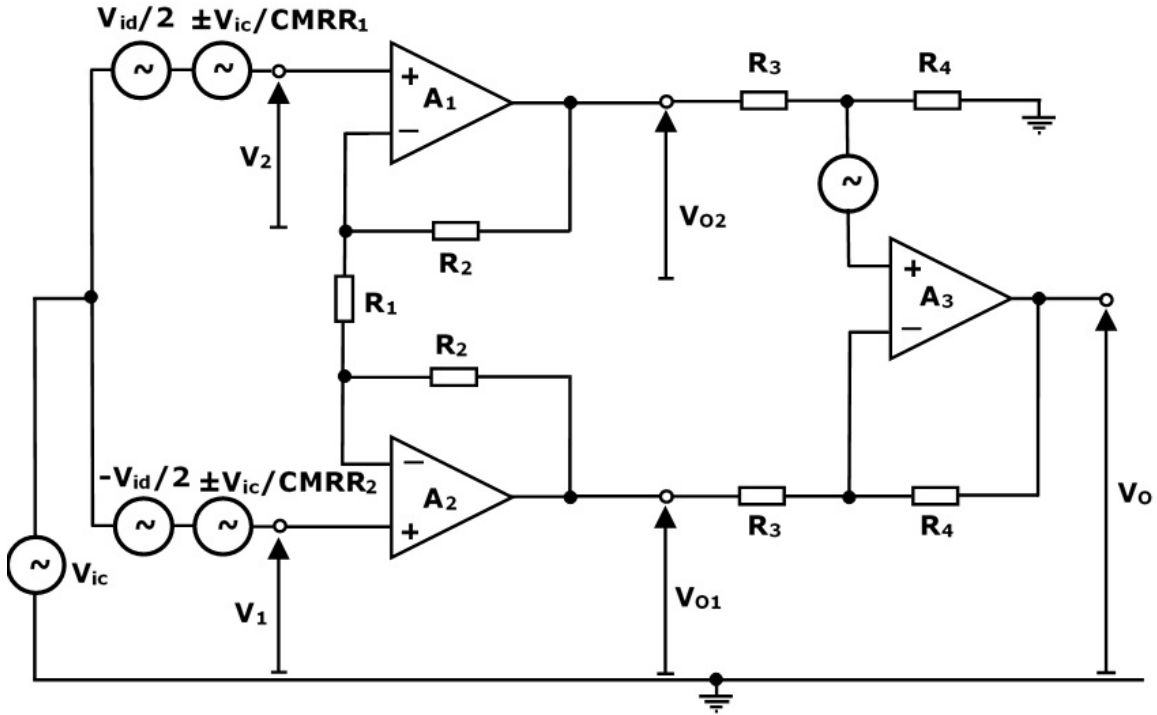 Vid/2 ±Vic/CMRR1
R3
R4
+
A1
−
V2
VO2
R2
R1
+
A3
−
R2
-Vid/2 ±Vic/CMRR2
−
A2
+
R3
R4
VO
Vic
V1
VO1